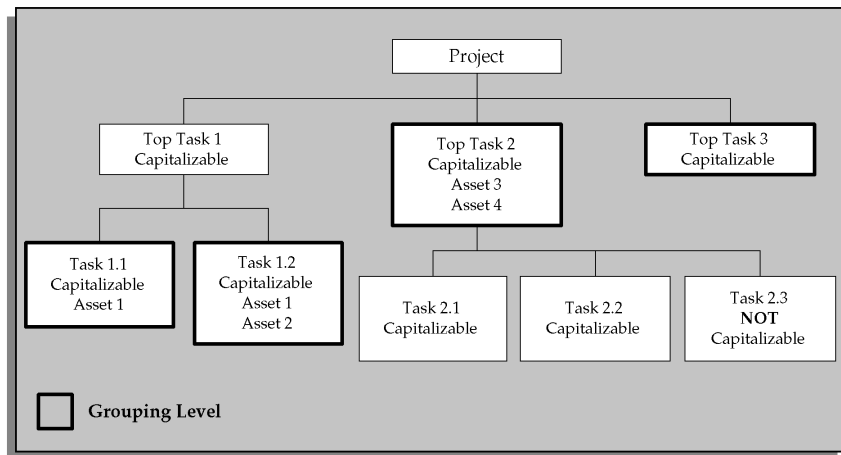 Project
Top Task 1
Capitalizable
Top Task 2
Capitalizable
Asset 3
Asset 4
Top Task 3
Capitalizable
Task 1.1
Capitalizable
Asset 1
Task 1.2
Capitalizable
Asset 1
Asset 2
Task 2.1
Capitalizable
Task 2.2
Capitalizable
Task 2.3
NOT
Capitalizable
Grouping Level